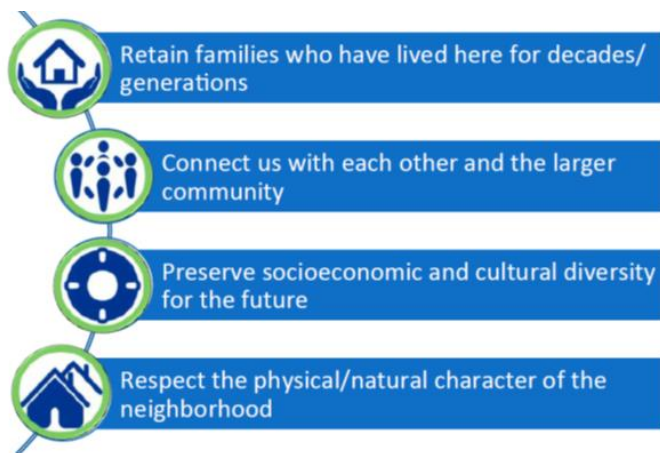 Retain families who have lived here for decades/
generations
Connect us with each other and the larger
community
Preserve socioeconomic and cultural diversity
for the future
Respect the physical/natural character of the
neighborhood